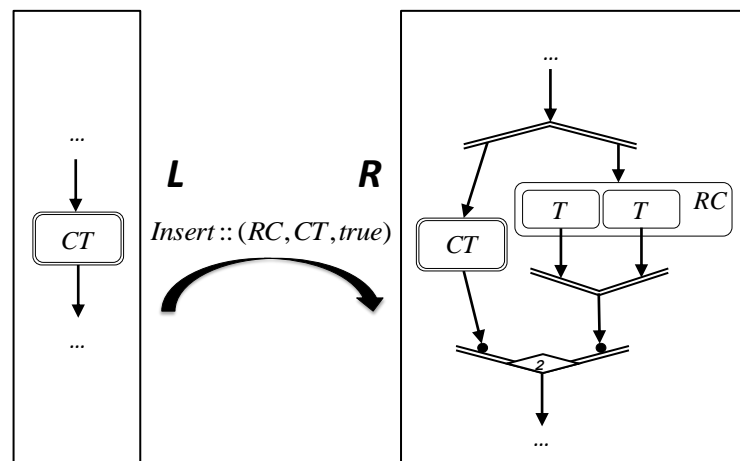 ...
CT
...
L
R
Insert :: (RC, CT, true)
...
T
T
RC
CT
2
...